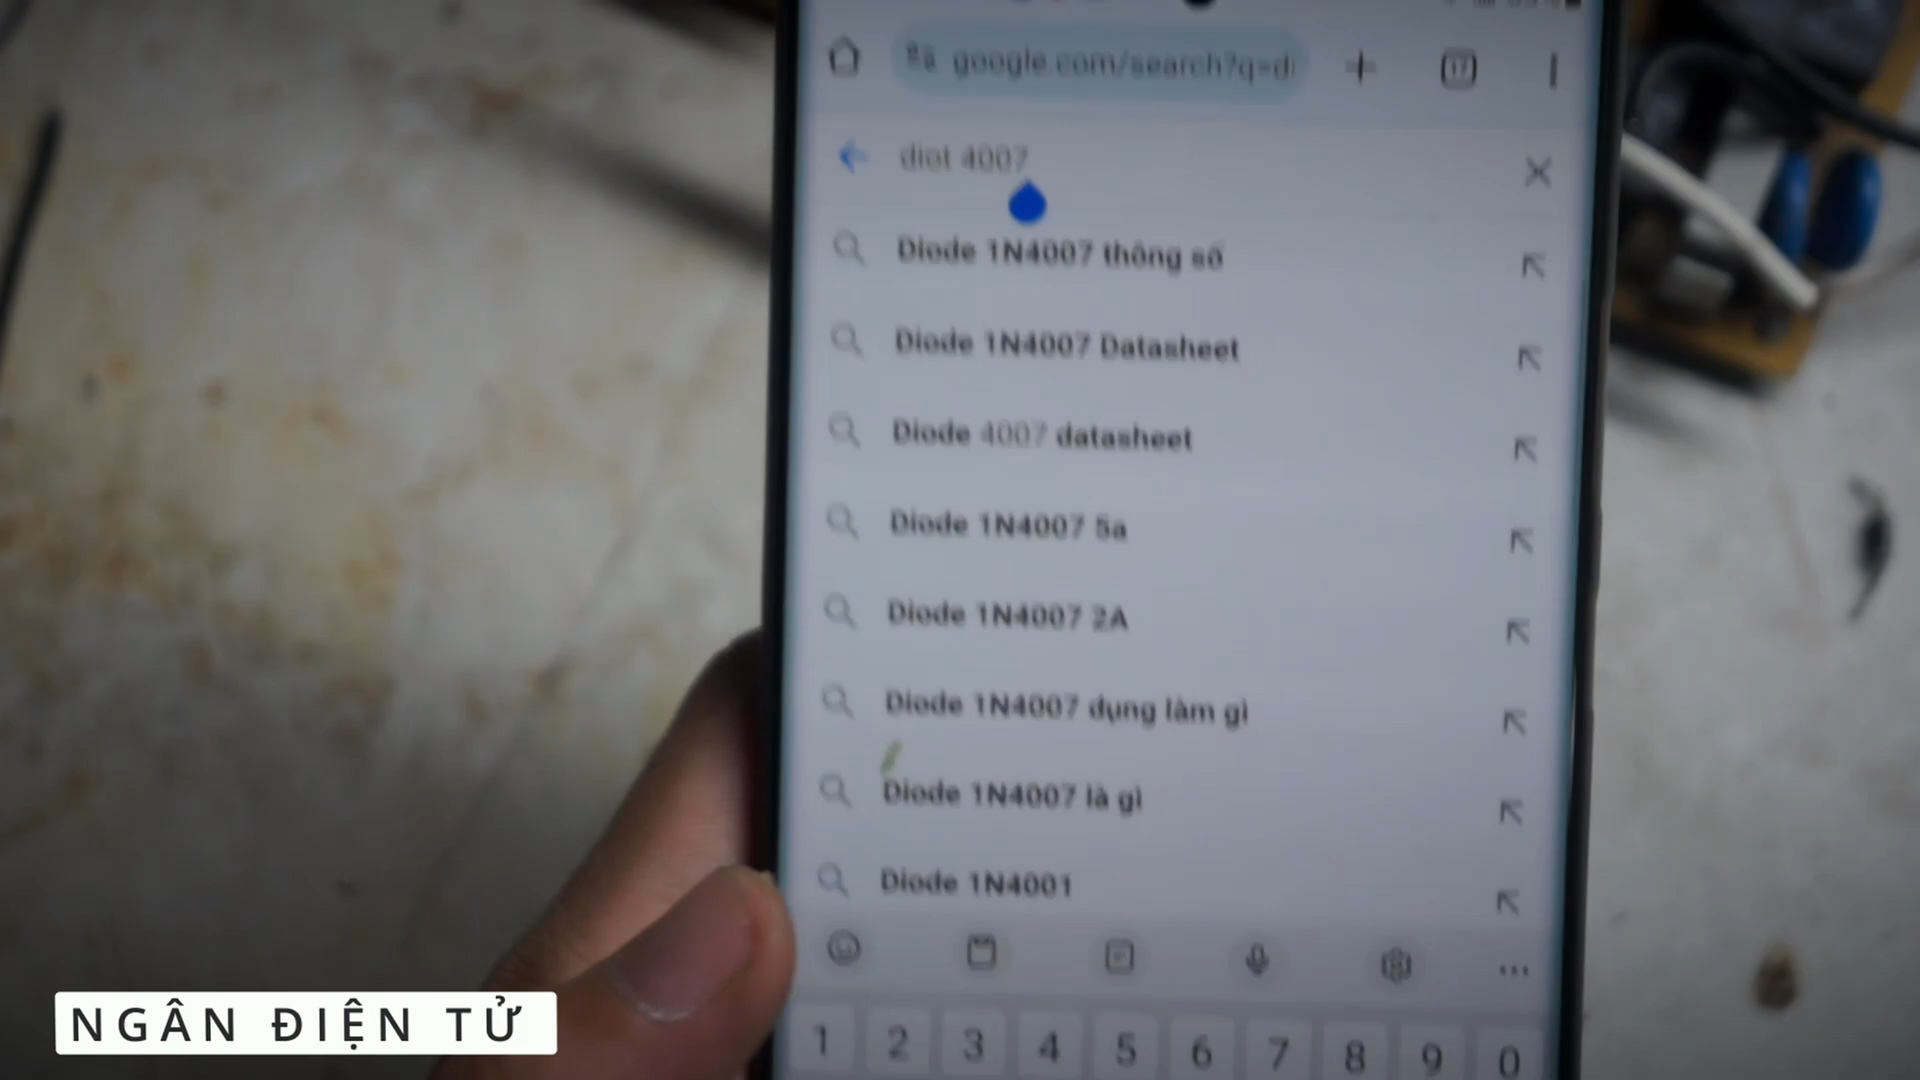 google.com/search?q=d
diot 4007
Diode 1N4007 thông số
Diode 1N4007 Datasheet
Diode 4007 datasheet
Diode 1N4007 5a
Diode 1N4007 2A
Diode 1N4007 dụng làm gì
Diode 1N4007 là gì
Diode 1N4001
1 2 3 4 5 6 7 8 9 0
NGÂN ĐIỆN TỬ